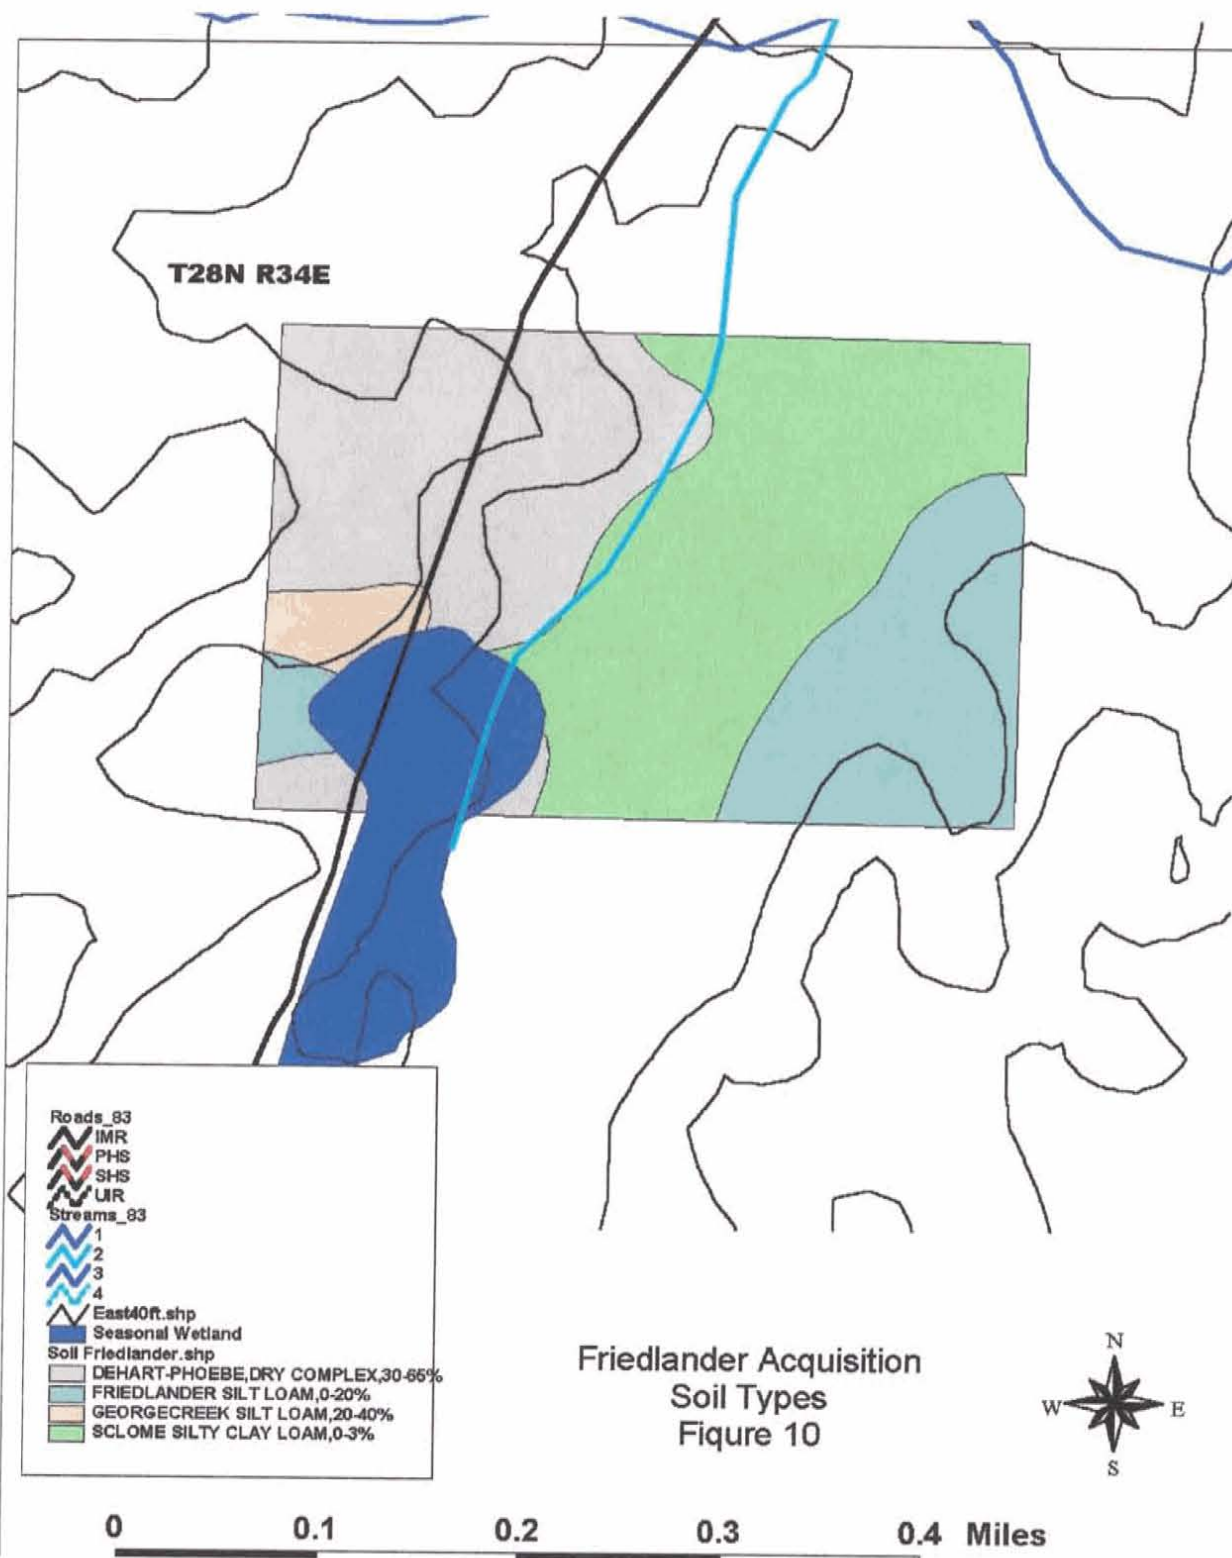 T28N R34E
Roads_83
IMR
PHS
SHS
UIR
Streams_83
1
2
3
4
East40ft.shp
Seasonal Wetland
Soil Friedlander.shp
DEHART-PHOEBE,DRY COMPLEX,30-65%
FRIEDLANDER SILT LOAM,0-20%
GEORGECREEK SILT LOAM,20-40%
SCLOME SILTY CLAY LOAM,0-3%
Friedlander Acquisition
Soil Types
Fiqure 10
N
W E
S
0 0.1 0.2 0.3 0.4 Miles